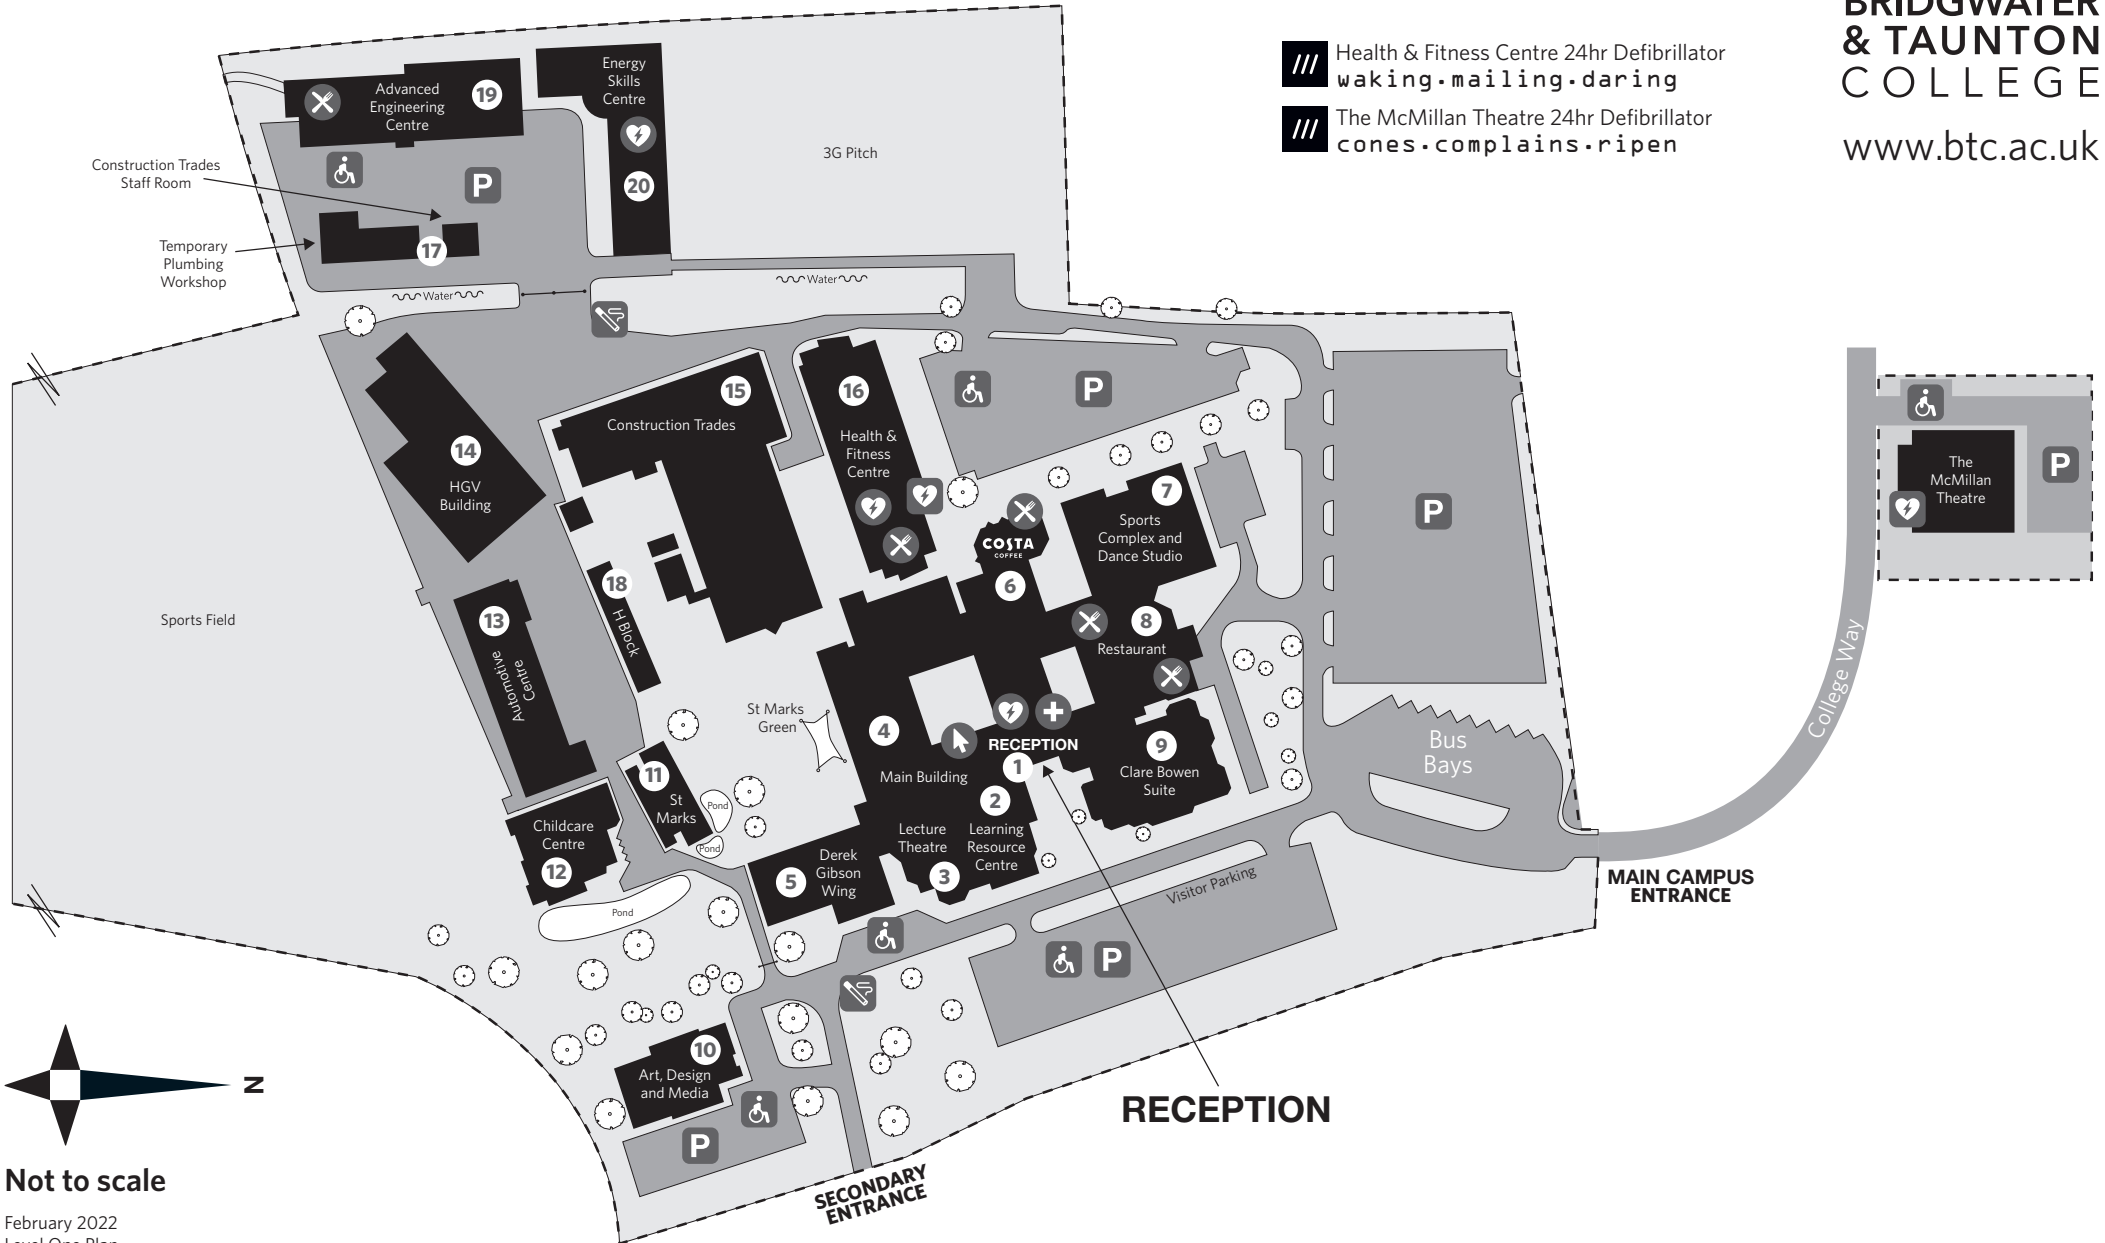 BRIDGWATER
& TAUNTON
COLLEGE
www.btc.ac.uk
Health & Fitness Centre 24hr Defibrillator
waking.mailing.daring
The McMillan Theatre 24hr Defibrillator
cones.complains.ripen
Advanced
Engineering
Centre
19
Energy
Skills
Centre
20
3G Pitch
Construction Trades
Staff Room
P
17
Temporary
Plumbing
Workshop
Water
Water
15
Construction Trades
16
Health &
Fitness
Centre
P
14
HGV
Building
The
McMillan
Theatre
P
7
Sports
Complex and
Dance Studio
P
COSTA
COFFEE
6
18
H Block
Sports Field
13
Automotive
Centre
8
Restaurant
College Way
St Marks
Green
4
RECEPTION
1
Main Building
2
9
Clare Bowen
Suite
Bus
Bays
11
St
Marks
Pond
Pond
Childcare
Centre
12
Lecture
Theatre
3
Learning
Resource
Centre
5
Derek
Gibson
Wing
Visitor Parking
MAIN CAMPUS
ENTRANCE
Pond
P
10
Art, Design
and Media
P
N
RECEPTION
SECONDARY
ENTRANCE
Not to scale
February 2022
Level One Plan